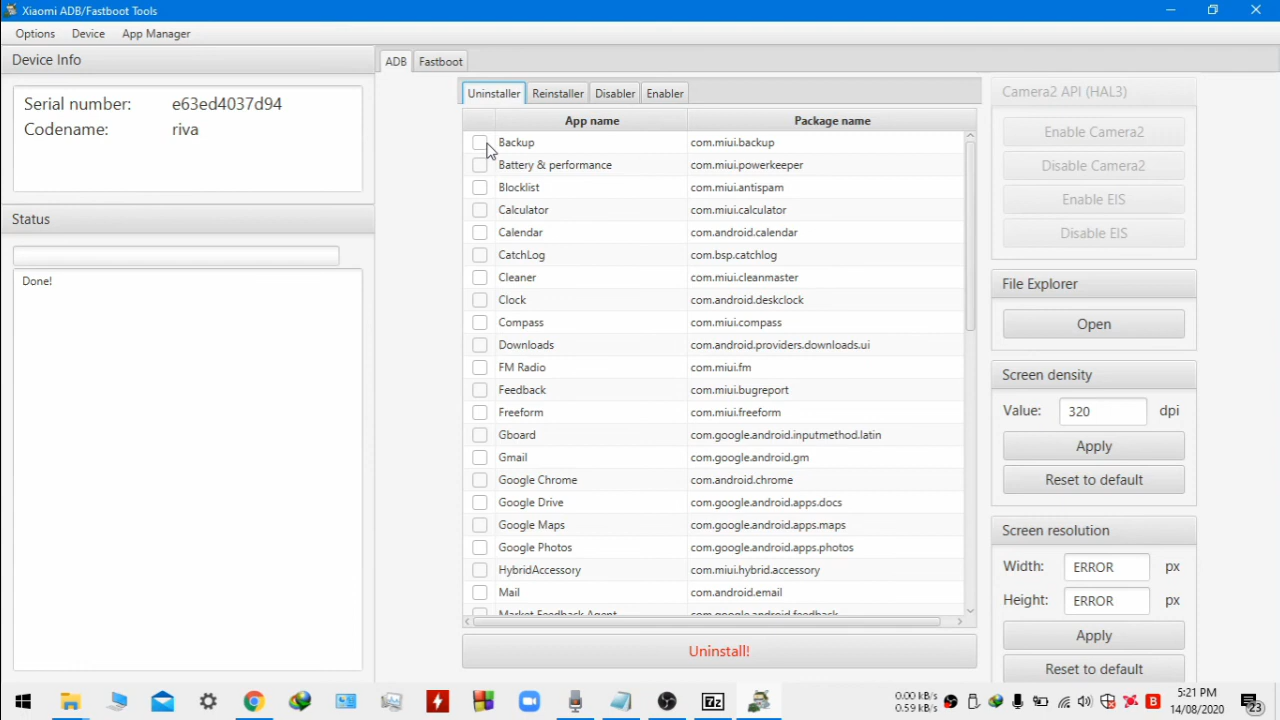 Xiaomi ADB/Fastboot Tools
Options Device App Manager
Device Info
Serial number: e63ed4037d94
Codename: riva
Status
Done!
ADB Fastboot
Uninstaller Reinstaller Disabler Enabler
App name Package name
Backup com.miui.backup
Battery & performance com.miui.powerkeeper
Blocklist com.miui.antispam
Calculator com.miui.calculator
Calendar com.android.calendar
CatchLog com.bsp.catchlog
Cleaner com.miui.cleanmaster
Clock com.android.deskclock
Compass com.miui.compass
Downloads com.android.providers.downloads.ui
FM Radio com.miui.fm
Feedback com.miui.bugreport
Freeform com.miui.freeform
Gboard com.google.android.inputmethod.latin
Gmail com.google.android.gm
Google Chrome com.android.chrome
Google Drive com.google.android.apps.docs
Google Maps com.google.android.apps.maps
Google Photos com.google.android.apps.photos
HybridAccessory com.miui.hybrid.accessory
Mail com.android.email
Market Feedback Agent com.google.android.feedback
Uninstall!
Camera2 API (HAL3)
Enable Camera2
Disable Camera2
Enable EIS
Disable EIS
File Explorer
Open
Screen density
Value: 320 dpi
Apply
Reset to default
Screen resolution
Width: ERROR px
Height: ERROR px
Apply
Reset to default
7z
0.00 kB/s
0.59 kB/s
B
5:21 PM
14/08/2020
23